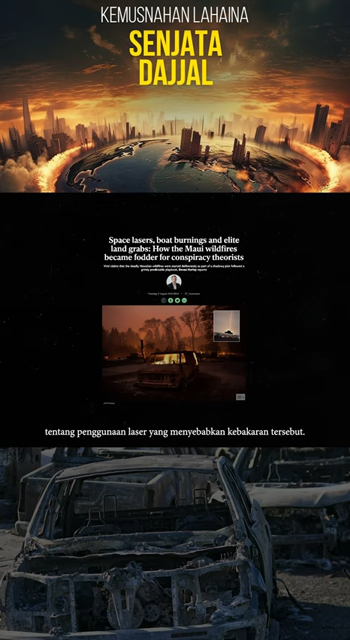 KEMUSNAHAN LAHAINA
SENJATA
DAJJAL
Space lasers, boat burnings and elite
land grabs: How the Maui wildfires
became fodder for conspiracy theorists
tentang penggunaan laser yang menyebabkan kebakaran tersebut.